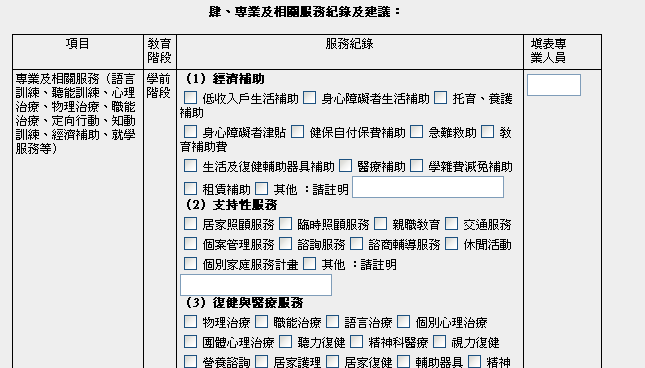 肆、專業及相關服務紀錄及建議：
項目
教育階段
服務紀錄
填表專業人員
專業及相關服務（語言
訓練、聽能訓練、心理
治療、物理治療、職能
治療、定向行動、知動
訓練、經濟補助、就學
服務等）
學前
階段
(1) 經濟補助
低收入戶生活補助 身心障礙者生活補助 托育、養護
補助
身心障礙者津貼 健保自付保費補助 急難救助 教
育補助費
生活及復健輔助器具補助 醫療補助 學雜費減免補助
租賃補助 其他 ：請註明
(2) 支持性服務
居家照顧服務 臨時照顧服務 親職教育 交通服務
個案管理服務 諮詢服務 諮商輔導服務 休閒活動
個別家庭服務計畫 其他 ：請註明
(3) 復健與醫療服務
物理治療 職能治療 語言治療 個別心理治療
團體心理治療 聽力復健 精神科醫療 視力復健
營養諮詢 居家護理 居家復健 輔助器具 精神